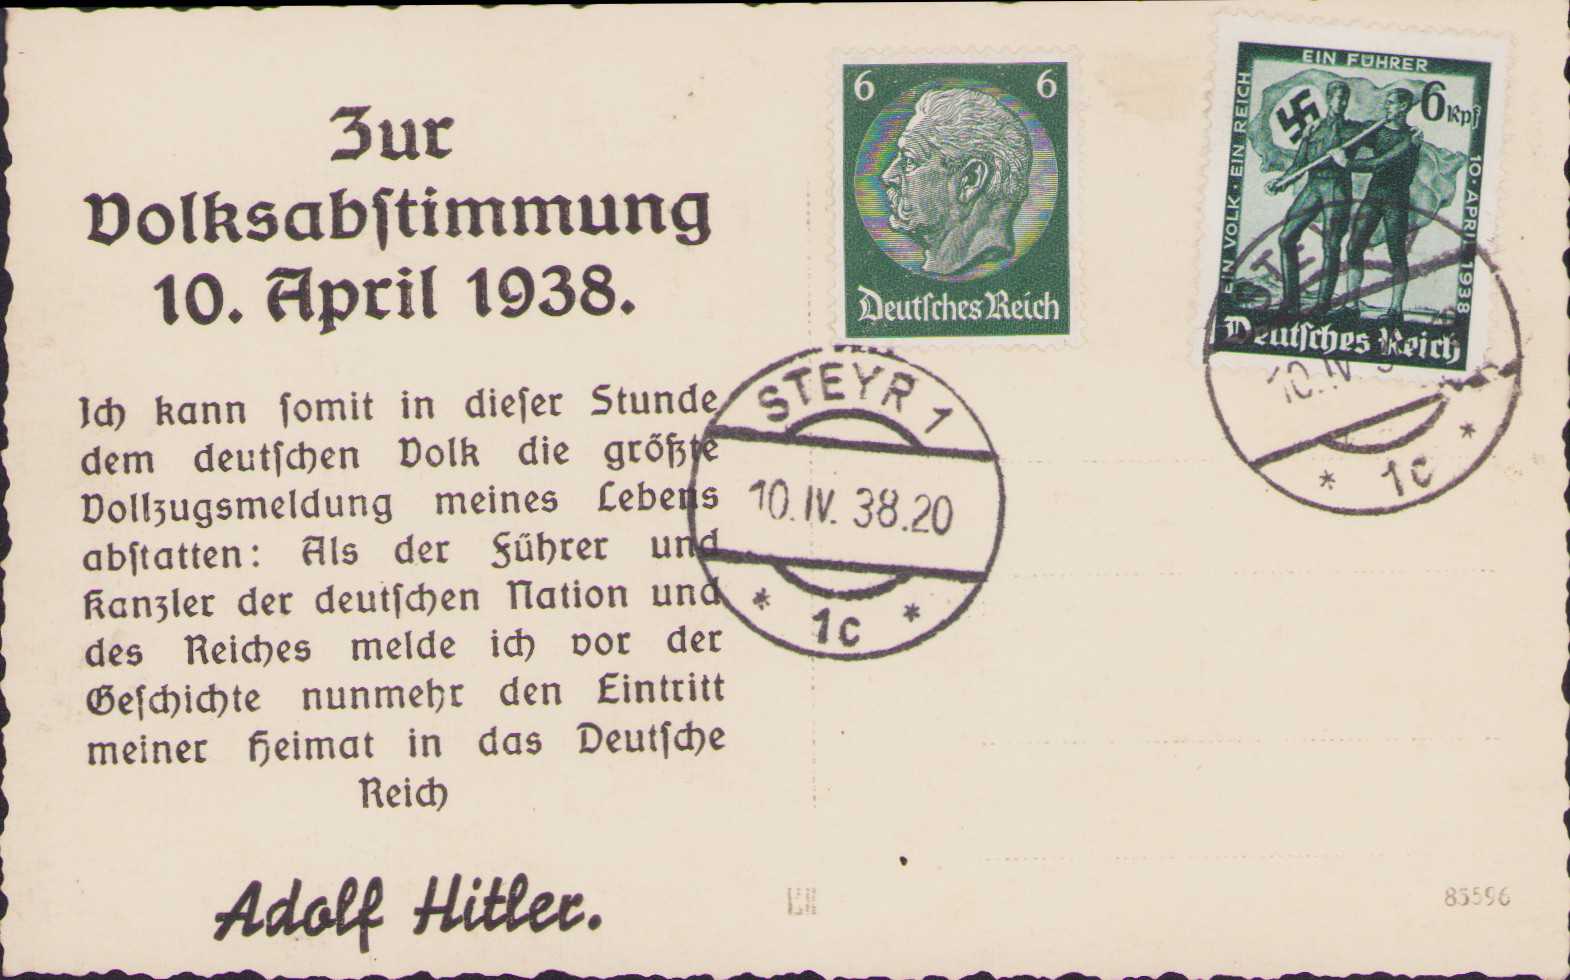 Zur
Volksabstimmung
10. April 1938.
Ich kann somit in dieser Stunde
dem deutschen Volk die größte
Vollzugsmeldung meines Lebens
abstatten: Als der Führer und
Kanzler der deutschen Nation und
des Reiches melde ich vor der
Geschichte nunmehr den Eintritt
meiner Heimat in das Deutsche
Reich
Adolf Hitler.
6 6
Deutsches Reich
EIN VOLK · EIN REICH
EIN FÜHRER
6 Rpf
10 · APRIL 1938
Deutsches Reich
STEYR 1
10. IV. 38.20
* 1c *
STEYR
10. IV.
* 1c *
85596